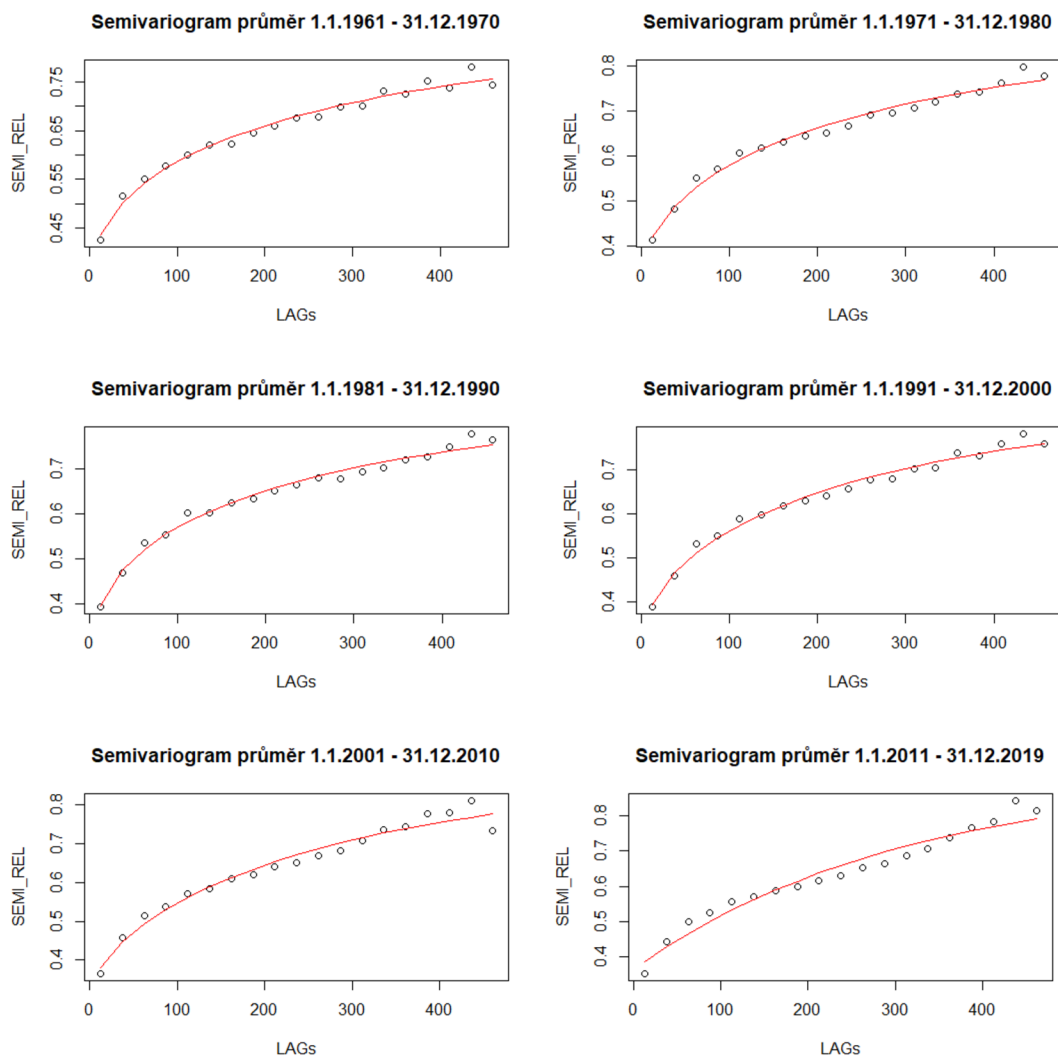 Semivariogram průměr 1.1.1961 - 31.12.1970
SEMI_REL
0.45 0.55 0.65 0.75
0 100 200 300 400
LAGs
Semivariogram průměr 1.1.1971 - 31.12.1980
SEMI_REL
0.4 0.5 0.6 0.7 0.8
0 100 200 300 400
LAGs
Semivariogram průměr 1.1.1981 - 31.12.1990
SEMI_REL
0.4 0.5 0.6 0.7
0 100 200 300 400
LAGs
Semivariogram průměr 1.1.1991 - 31.12.2000
SEMI_REL
0.4 0.5 0.6 0.7
0 100 200 300 400
LAGs
Semivariogram průměr 1.1.2001 - 31.12.2010
SEMI_REL
0.4 0.5 0.6 0.7 0.8
0 100 200 300 400
LAGs
Semivariogram průměr 1.1.2011 - 31.12.2019
SEMI_REL
0.4 0.5 0.6 0.7 0.8
0 100 200 300 400
LAGs